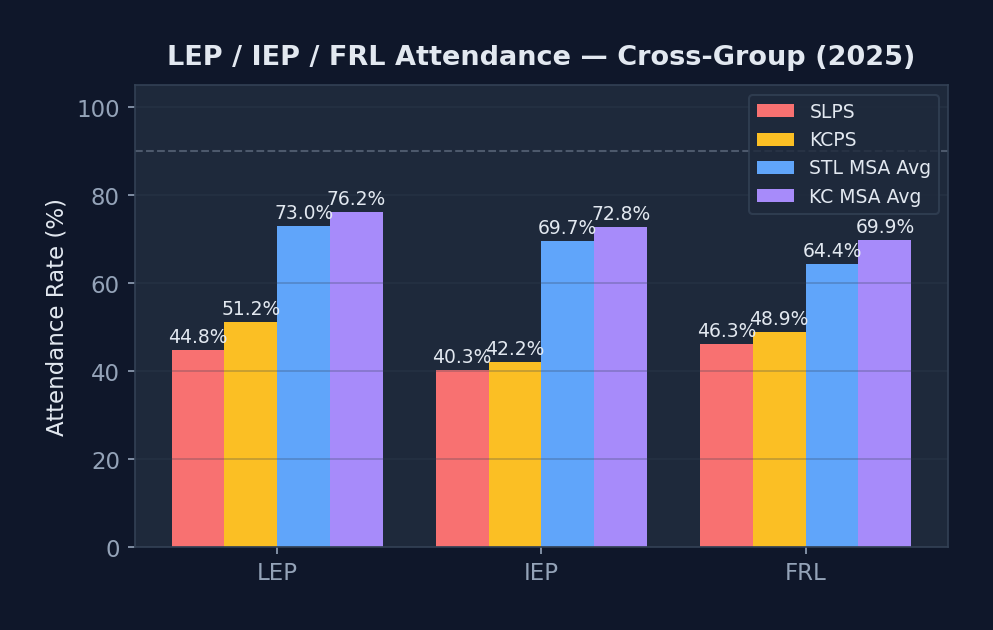 LEP / IEP / FRL Attendance — Cross-Group (2025)
SLPS
KCPS
STL MSA Avg
KC MSA Avg
Attendance Rate (%)
100
80
60
40
20
0
44.8%
51.2%
73.0%
76.2%
40.3%
42.2%
69.7%
72.8%
46.3%
48.9%
64.4%
69.9%
LEP
IEP
FRL